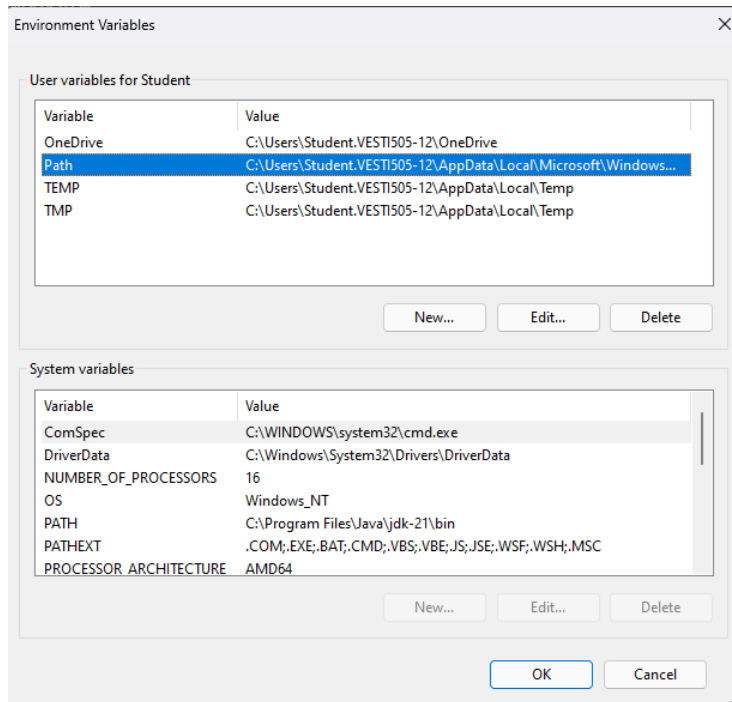 Environment Variables
User variables for Student
Variable Value
OneDrive C:\Users\Student.VESTI505-12\OneDrive
Path C:\Users\Student.VESTI505-12\AppData\Local\Microsoft\Windows...
TEMP C:\Users\Student.VESTI505-12\AppData\Local\Temp
TMP C:\Users\Student.VESTI505-12\AppData\Local\Temp
New... Edit... Delete
System variables
Variable Value
ComSpec C:\WINDOWS\system32\cmd.exe
DriverData C:\Windows\System32\Drivers\DriverData
NUMBER_OF_PROCESSORS 16
OS Windows_NT
PATH C:\Program Files\Java\jdk-21\bin
PATHEXT .COM;.EXE;.BAT;.CMD;.VBS;.VBE;.JS;.JSE;.WSF;.WSH;.MSC
PROCESSOR_ARCHITECTURE AMD64
New... Edit... Delete
OK Cancel